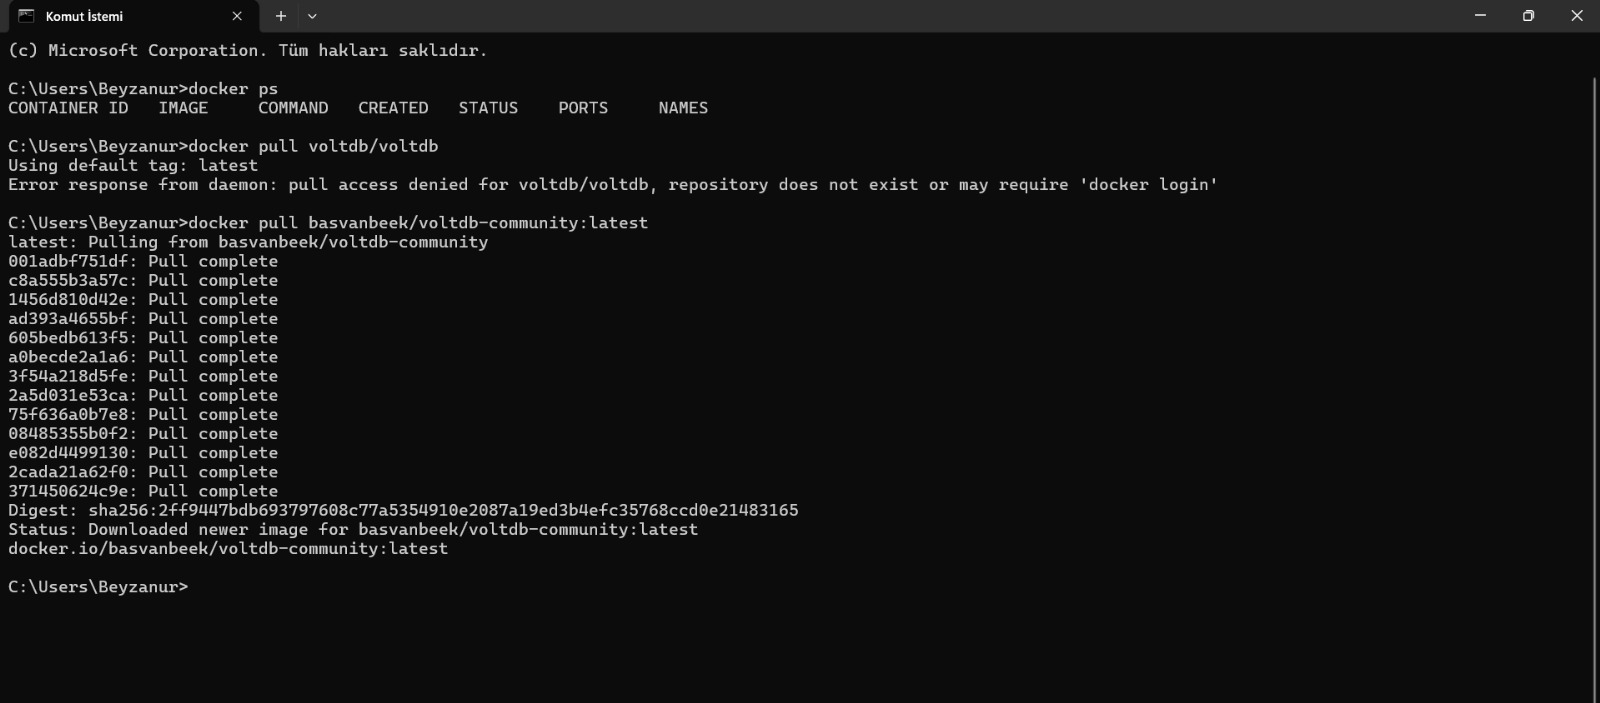 Komut İstemi
(c) Microsoft Corporation. Tüm hakları saklıdır.
C:\Users\Beyzanur>docker ps
CONTAINER ID   IMAGE     COMMAND   CREATED   STATUS    PORTS     NAMES
C:\Users\Beyzanur>docker pull voltdb/voltdb
Using default tag: latest
Error response from daemon: pull access denied for voltdb/voltdb, repository does not exist or may require 'docker login'
C:\Users\Beyzanur>docker pull basvanbeek/voltdb-community:latest
latest: Pulling from basvanbeek/voltdb-community
001adbf751df: Pull complete
c8a555b3a57c: Pull complete
1456d810d42e: Pull complete
ad393a4655bf: Pull complete
605bedb613f5: Pull complete
a0becde2a1a6: Pull complete
3f54a218d5fe: Pull complete
2a5d031e53ca: Pull complete
75f636a0b7e8: Pull complete
08485355b0f2: Pull complete
e082d4499130: Pull complete
2cada21a62f0: Pull complete
371450624c9e: Pull complete
Digest: sha256:2ff9447bdb693797608c77a5354910e2087a19ed3b4efc35768ccd0e21483165
Status: Downloaded newer image for basvanbeek/voltdb-community:latest
docker.io/basvanbeek/voltdb-community:latest
C:\Users\Beyzanur>